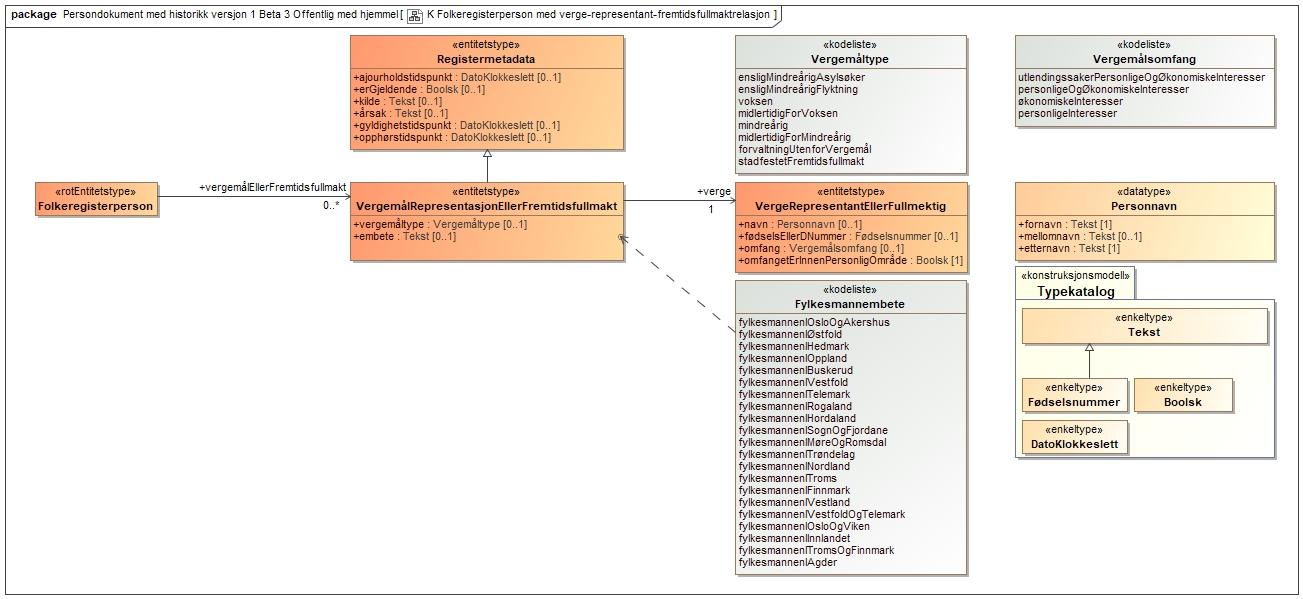 package Persondokument med historikk versjon 1 Beta 3 Offentlig med hjemmel[ K Folkeregisterperson med verge-representant-fremtidsfullmaktrelasjon ]
«entitetstype»
Registermetadata
+ajourholdstidspunkt : DatoKlokkeslett [0..1]
+erGjeldende : Boolsk [0..1]
+kilde : Tekst [0..1]
+årsak : Tekst [0..1]
+gyldighetstidspunkt : DatoKlokkeslett [0..1]
+opphørstidspunkt : DatoKlokkeslett [0..1]
«kodeliste»
Vergemåltype
ensligMindreårigAsylsøker
ensligMindreårigFlyktning
voksen
midlertidigForVoksen
mindreårig
midlertidigForMindreårig
forvaltningUtenforVergemål
stadfestetFremtidsfullmakt
«kodeliste»
Vergemålsomfang
utlendingssakerPersonligeOgØkonomiskeInteresser
personligeOgØkonomiskeInteresser
økonomiskeInteresser
personligeInteresser
«rotEntitetstype»
Folkeregisterperson
+vergemålEllerFremtidsfullmakt
0..*
«entitetstype»
VergemålRepresentasjonEllerFremtidsfullmakt
+vergemåltype : Vergemåltype [0..1]
+embete : Tekst [0..1]
+verge
1
«entitetstype»
VergeRepresentantEllerFullmektig
+navn : Personnavn [0..1]
+fødselsEllerDNummer : Fødselsnummer [0..1]
+omfang : Vergemålsomfang [0..1]
+omfangetErInnenPersonligOmråde : Boolsk [1]
«datatype»
Personnavn
+fornavn : Tekst [1]
+mellomnavn : Tekst [0..1]
+etternavn : Tekst [1]
«kodeliste»
Fylkesmannembete
fylkesmannenIOsloOgAkershus
fylkesmannenIØstfold
fylkesmannenIHedmark
fylkesmannenIOppland
fylkesmannenIBuskerud
fylkesmannenIVestfold
fylkesmannenITelemark
fylkesmannenIRogaland
fylkesmannenIHordaland
fylkesmannenISognOgFjordane
fylkesmannenIMøreOgRomsdal
fylkesmannenITrøndelag
fylkesmannenINordland
fylkesmannenITroms
fylkesmannenIFinnmark
fylkesmannenIVestland
fylkesmannenIVestfoldOgTelemark
fylkesmannenIOsloOgViken
fylkesmannenIInnlandet
fylkesmannenITromsOgFinnmark
fylkesmannenIAgder
«konstruksjonsmodell»
Typekatalog
«enkeltype»
Tekst
«enkeltype»
Fødselsnummer
«enkeltype»
Boolsk
«enkeltype»
DatoKlokkeslett